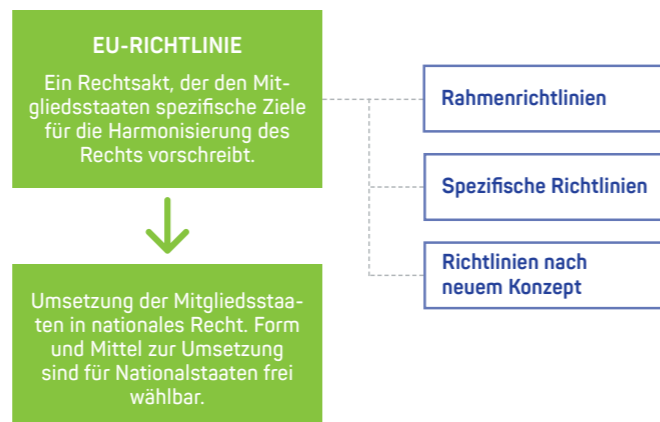 EU-RICHTLINIE
Ein Rechtsakt, der den Mit-
gliedsstaaten spezifische Ziele
für die Harmonisierung des
Rechts vorschreibt.
Rahmenrichtlinien
Spezifische Richtlinien
Richtlinien nach
neuem Konzept
Umsetzung der Mitgliedsstaa-
ten in nationales Recht. Form
und Mittel zur Umsetzung
sind für Nationalstaaten frei
wählbar.